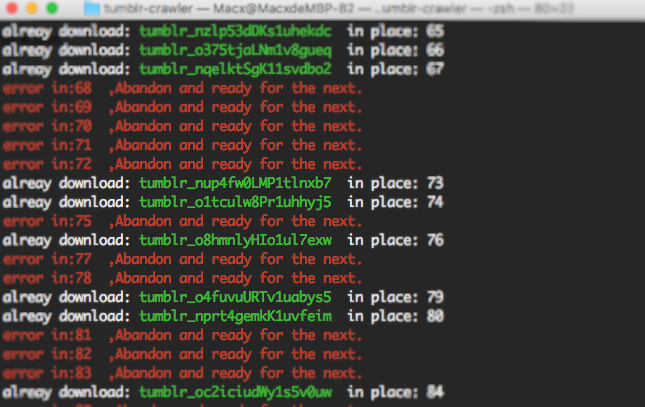 tumblr-crawler — Macx@MacxdeMBP-82 — ..umblr-crawler — -zsh — 80×33
alreay download: tumblr_nzlp53dDKs1uhekdc in place: 65
alreay download: tumblr_o375tjaLNm1v8gueq in place: 66
alreay download: tumblr_nqelktSgK11svdbo2 in place: 67
error in:68 ,Abandon and ready for the next.
error in:69 ,Abandon and ready for the next.
error in:70 ,Abandon and ready for the next.
error in:71 ,Abandon and ready for the next.
error in:72 ,Abandon and ready for the next.
alreay download: tumblr_nup4fw0LMP1tlnxb7 in place: 73
alreay download: tumblr_o1tculw8Pr1uhhyj5 in place: 74
error in:75 ,Abandon and ready for the next.
alreay download: tumblr_o8hmnlyHIo1ul7exw in place: 76
error in:77 ,Abandon and ready for the next.
error in:78 ,Abandon and ready for the next.
alreay download: tumblr_o4fuvuURTv1uabys5 in place: 79
alreay download: tumblr_nprt4gemkK1uvfeim in place: 80
error in:81 ,Abandon and ready for the next.
error in:82 ,Abandon and ready for the next.
error in:83 ,Abandon and ready for the next.
alreay download: tumblr_oc2iciudWy1s5v0uw in place: 84